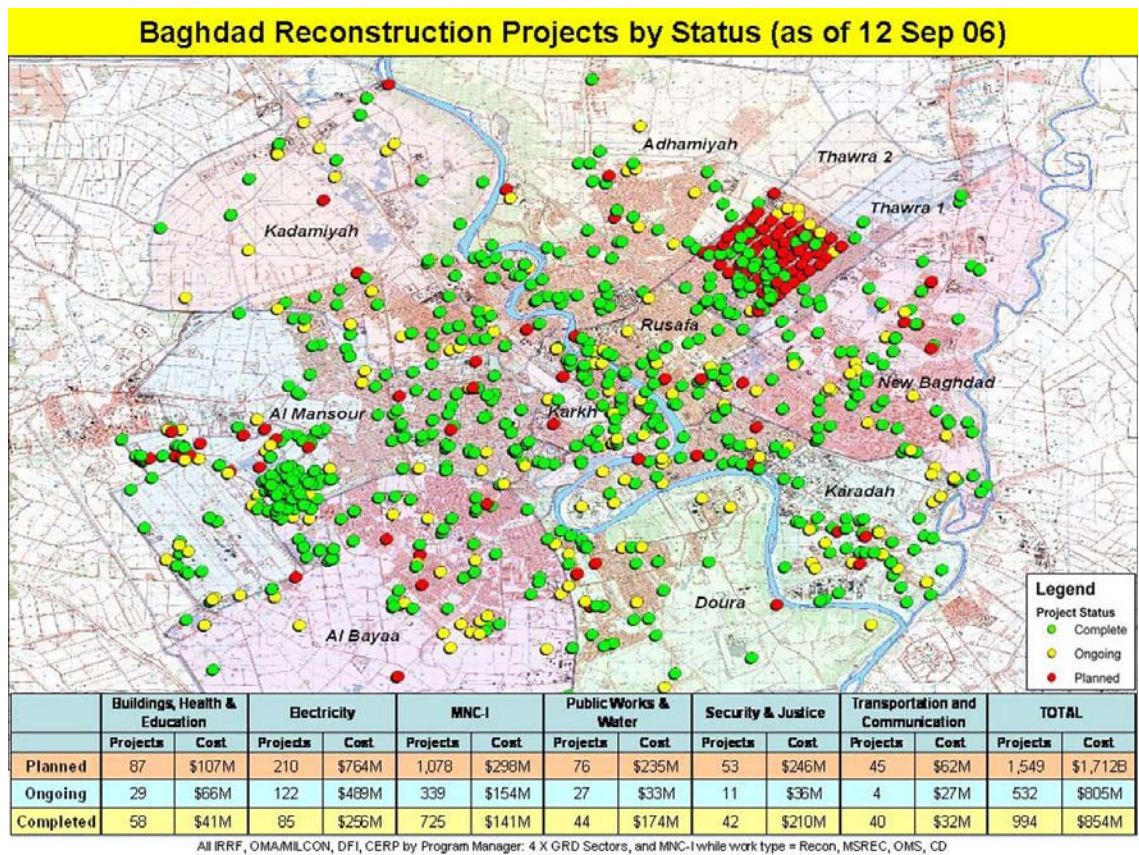 Baghdad Reconstruction Projects by Status (as of 12 Sep 06)
Adhamiyah
Thawra 2
Thawra 1
Kadamiyah
Rusafa
New Baghdad
Al Mansour
Karkh
Karadah
Doura
Al Bayaa
Legend
Project Status
Complete
Ongoing
Planned
Buildings, Health & Education Electricity MNC-I Public Works & Water Security & Justice Transportation and Communication TOTAL
Projects Cost Projects Cost Projects Cost Projects Cost Projects Cost Projects Cost Projects Cost
Planned 87 $107M 210 $764M 1,078 $298M 76 $235M 53 $246M 45 $62M 1,549 $1,712B
Ongoing 29 $66M 122 $489M 339 $154M 27 $33M 11 $36M 4 $27M 532 $805M
Completed 58 $41M 85 $256M 725 $141M 44 $174M 42 $210M 40 $32M 994 $854M
All IRRF, OMA/MILCON, DFI, CERP by Program Manager: 4 X GRD Sectors, and MNC-I while work type = Recon, MSREC, OMS, CD